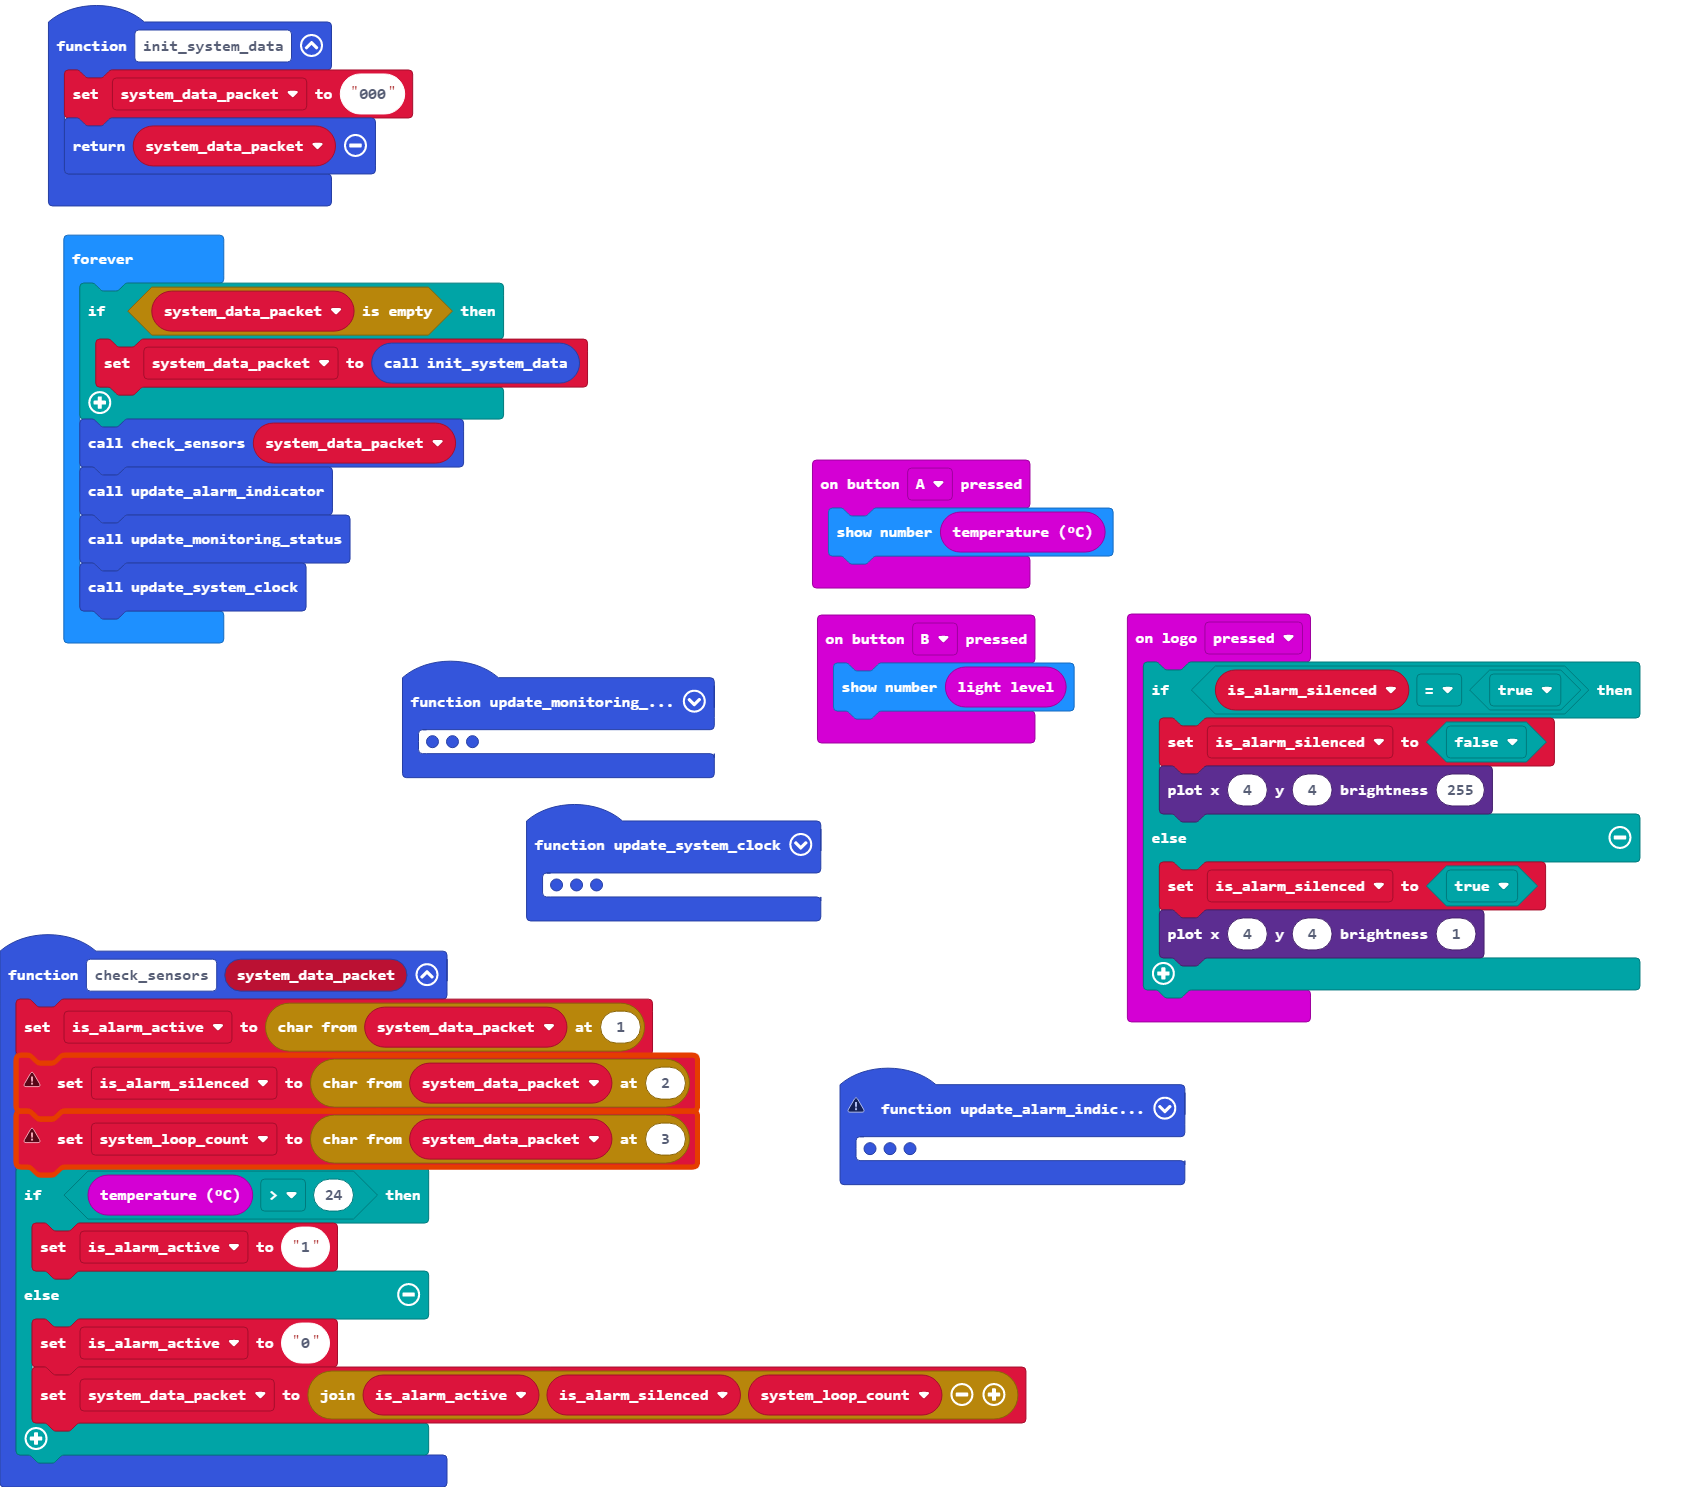 function init_system_data
set system_data_packet to "000"
return system_data_packet
forever
if system_data_packet is empty then
set system_data_packet to call init_system_data
call check_sensors system_data_packet
call update_alarm_indicator
call update_monitoring_status
call update_system_clock
on button A pressed
show number temperature (ºC)
on button B pressed
show number light level
on logo pressed
if is_alarm_silenced = true then
set is_alarm_silenced to false
plot x 4 y 4 brightness 255
else
set is_alarm_silenced to true
plot x 4 y 4 brightness 1
function update_monitoring_...
function update_system_clock
function check_sensors system_data_packet
set is_alarm_active to char from system_data_packet at 1
set is_alarm_silenced to char from system_data_packet at 2
set system_loop_count to char from system_data_packet at 3
if temperature (ºC) > 24 then
set is_alarm_active to "1"
else
set is_alarm_active to "0"
set system_data_packet to join is_alarm_active is_alarm_silenced system_loop_count
function update_alarm_indic...